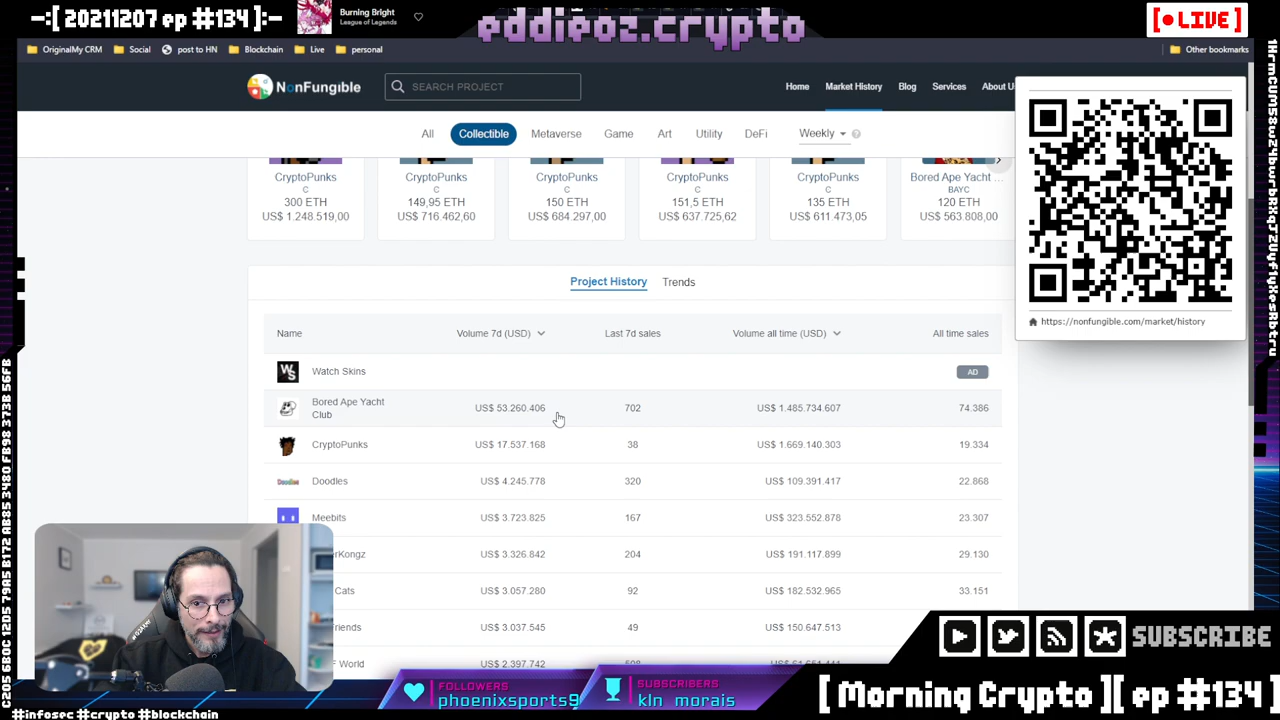 -:[ 20211207 ep #134 ]:-
Burning Bright
League of Legends
eddieoz.crypto
[ LIVE ]
OriginalMy CRM
Social
post to HN
Blockchain
Live
personal
Other bookmarks
NonFungible
SEARCH PROJECT
Home
Market History
Blog
Services
About U
All
Collectible
Metaverse
Game
Art
Utility
DeFi
Weekly
CryptoPunks
C
300 ETH
US$ 1.248.519,00
CryptoPunks
C
149,95 ETH
US$ 716.462,60
CryptoPunks
C
150 ETH
US$ 684.297,00
CryptoPunks
C
151,5 ETH
US$ 637.725,62
CryptoPunks
C
135 ETH
US$ 611.473,05
Bored Ape Yacht ...
BAYC
120 ETH
US$ 563.808,00
https://nonfungible.com/market/history
Project History
Trends
Name Volume 7d (USD) Last 7d sales Volume all time (USD) All time sales
WS Watch Skins AD
Bored Ape Yacht
Club
US$ 53.260.406 702 US$ 1.485.734.607 74.386
CryptoPunks US$ 17.537.168 38 US$ 1.669.140.303 19.334
Doodles US$ 4.245.778 320 US$ 109.391.417 22.868
Meebits US$ 3.723.825 167 US$ 323.552.878 23.307
rKongz US$ 3.326.842 204 US$ 191.117.899 29.130
Cats US$ 3.057.280 92 US$ 182.532.965 33.151
riends US$ 3.037.545 49 US$ 150.647.513
World US$ 2.397.742
SUBSCRIBE
FOLLOWERS
phoenixsports9
SUBSCRIBERS
kln morais
[ Morning Crypto ][ ep #134 ]
#infosec #crypto #blockchain